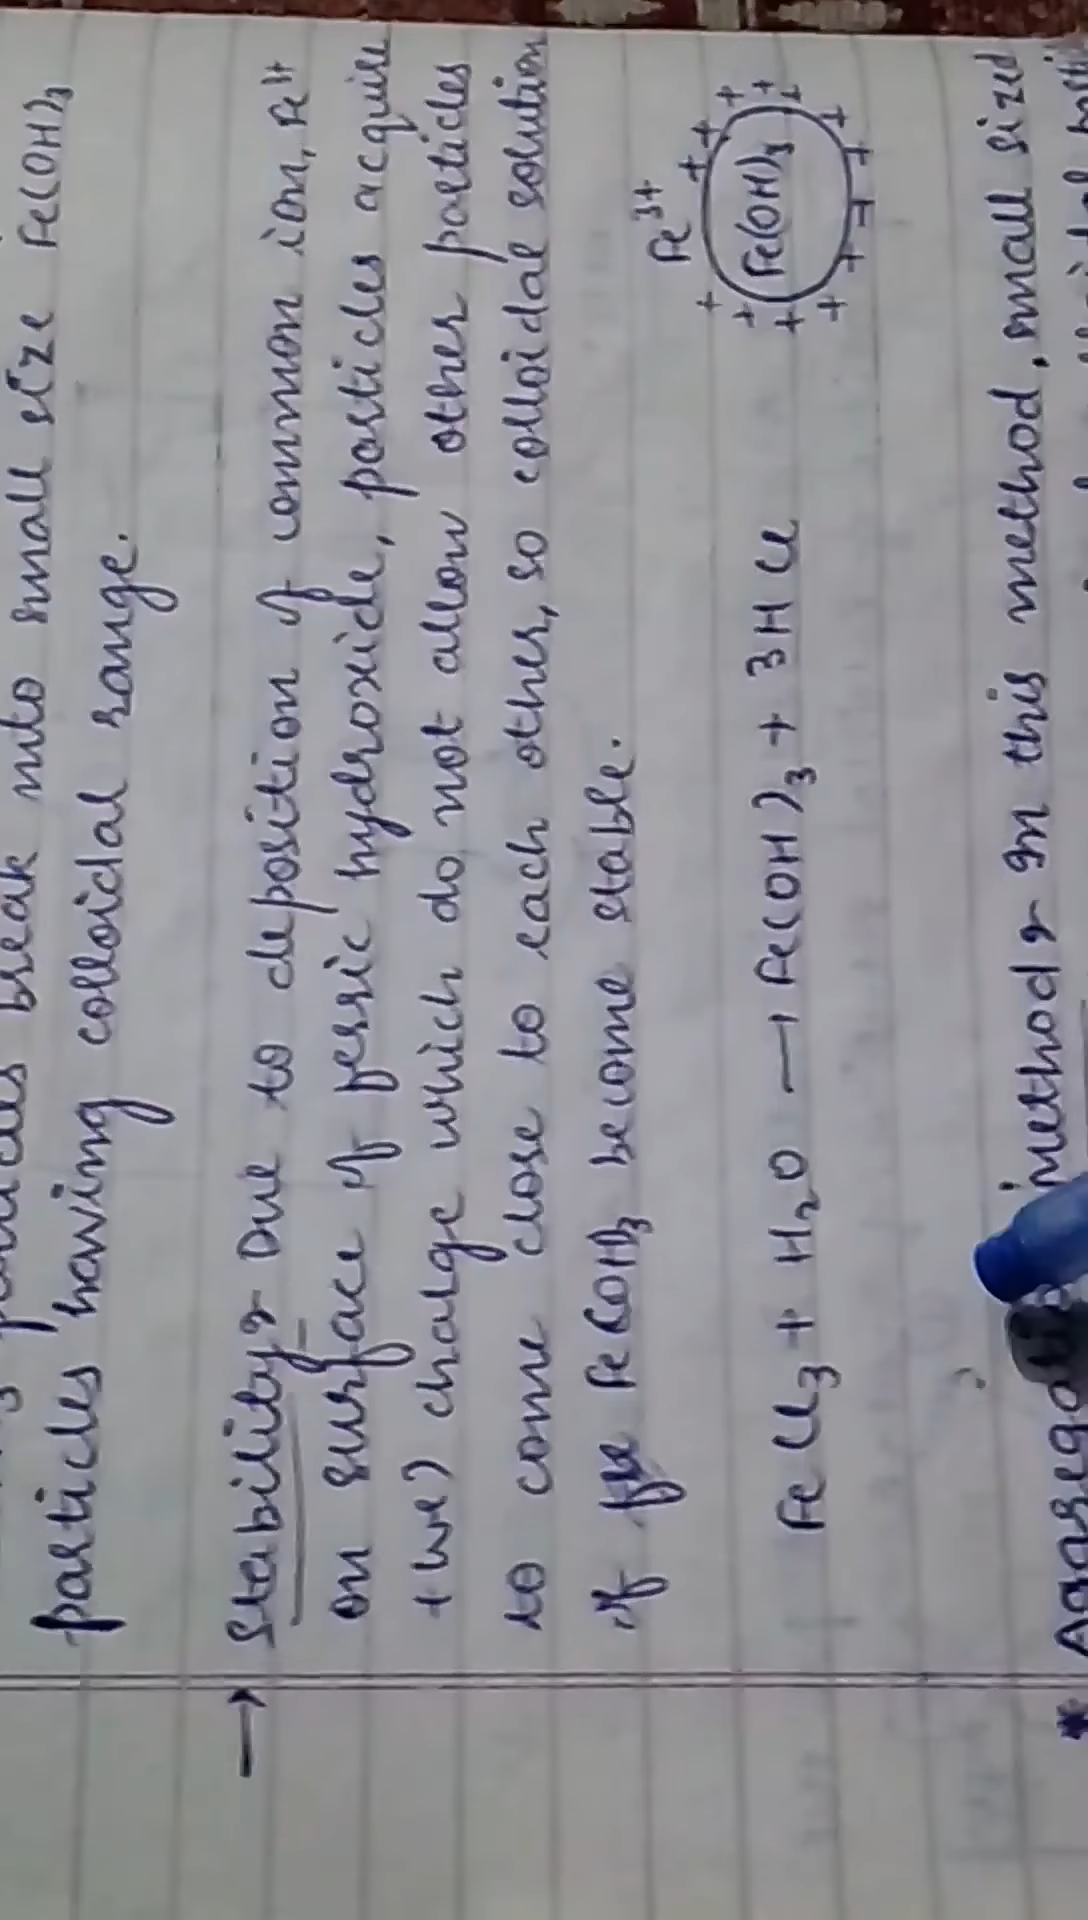 break into small size Fe(OH)3
particles having colloidal range.
→ Stability :- Due to deposition of common ion, Fe3+
on surface of ferric hydroxide, particles acquire
+(ve) charge which do not allow other particles
to come close to each other, so colloidal solution
of Fe(OH)3 become stable.
Fe3+
Fe(OH)3
+ + + + + + + + + + + + + +
FeCl3 + H2O → Fe(OH)3 + 3HCl
* method :- In this method, small sized